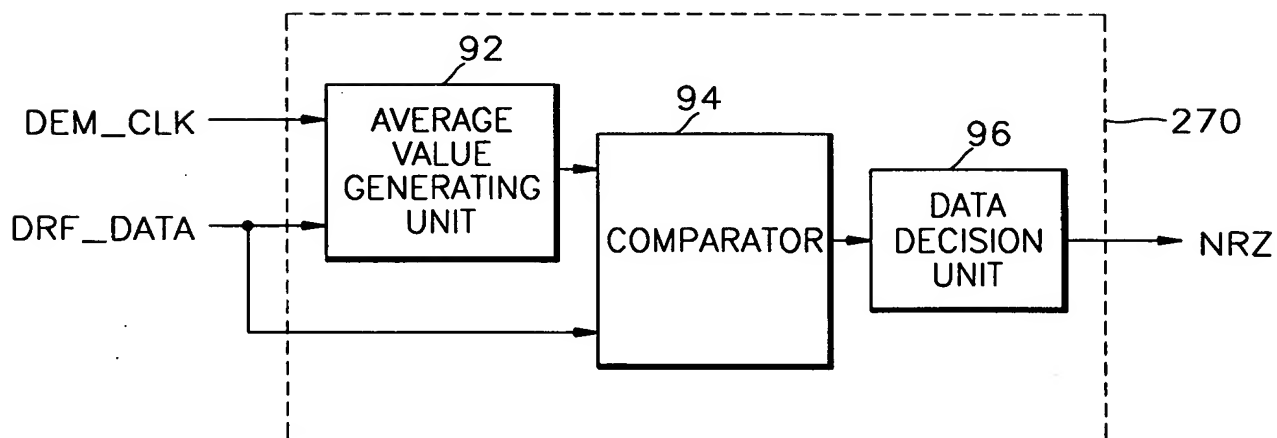 92
DEM_CLK
AVERAGE
VALUE
GENERATING
UNIT
94
270
96
DRF_DATA
COMPARATOR
DATA
DECISION
UNIT
NRZ